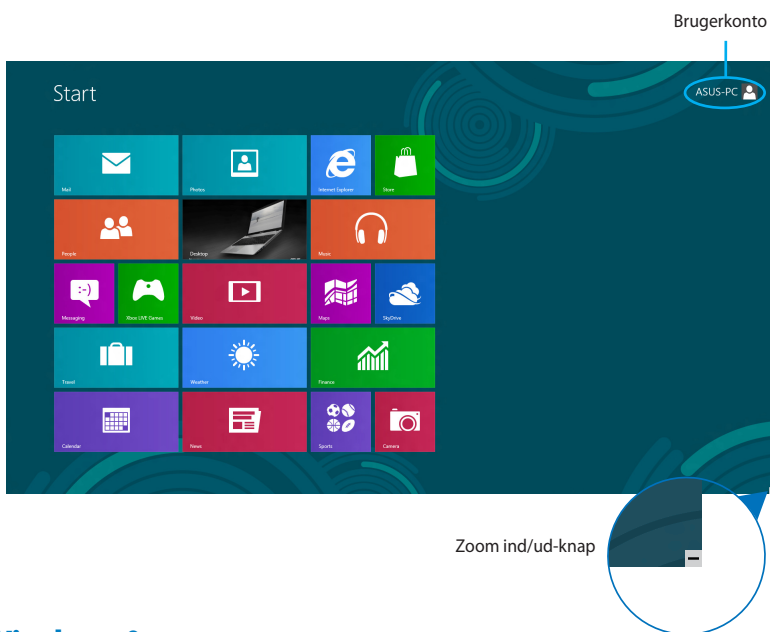 Brugerkonto
Start
ASUS-PC
Mail
Photos
Internet Explorer
Store
People
Desktop
Music
Messaging
Xbox LIVE Games
Video
Maps
SkyDrive
Travel
Weather
Finance
Calendar
News
Sports
Camera
Zoom ind/ud-knap